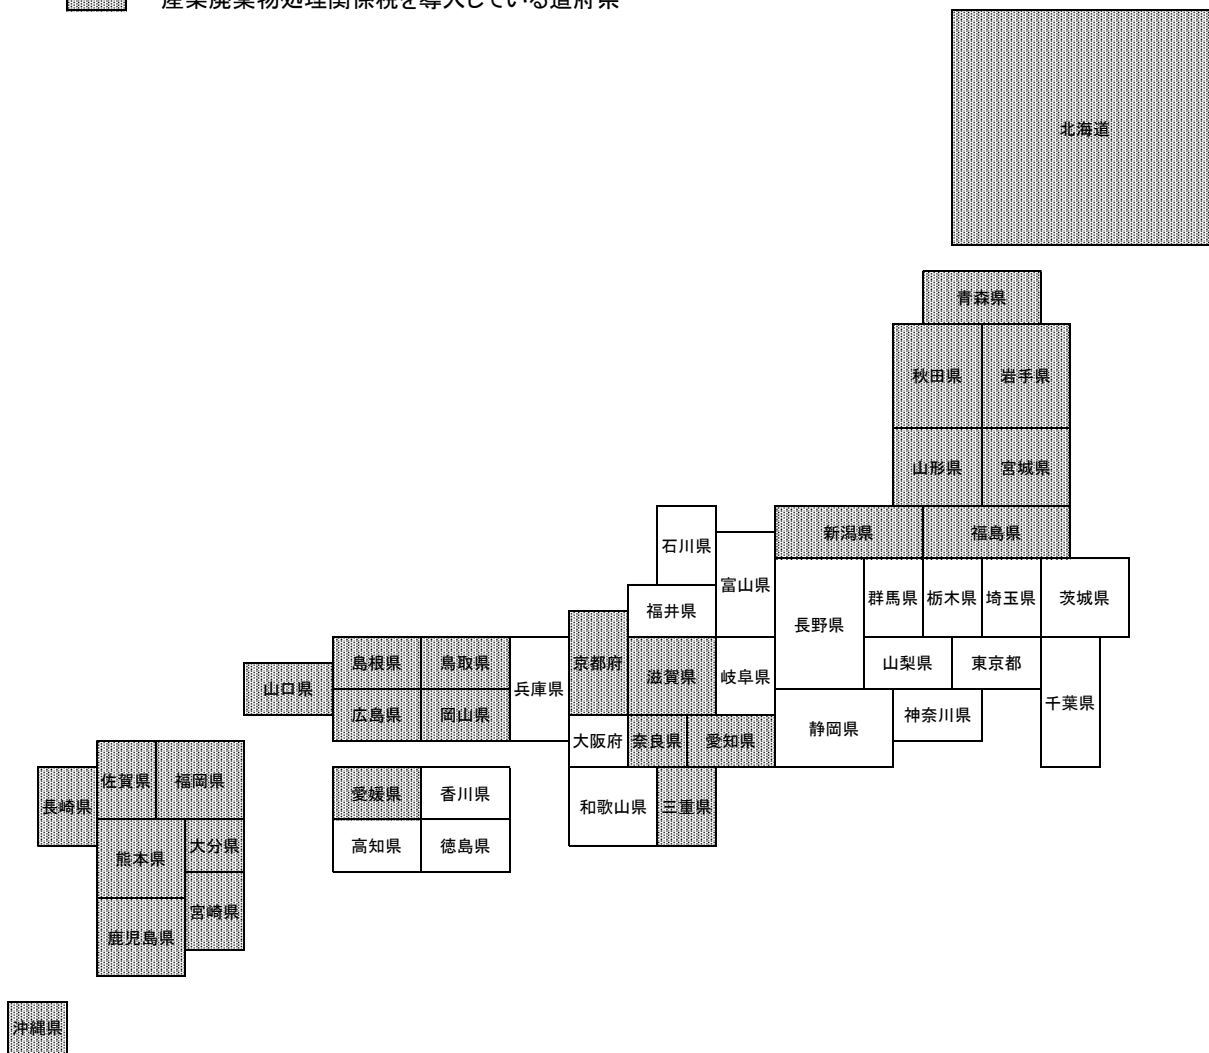 産業廃棄物処理関係税を導入している道府県
北海道
青森県
秋田県 岩手県
山形県 宮城県
新潟県 福島県
石川県
富山県
福井県
長野県
群馬県 栃木県 埼玉県 茨城県
島根県 鳥取県
兵庫県
京都府
滋賀県
岐阜県
山梨県 東京都
山口県
広島県 岡山県
千葉県
静岡県
神奈川県
大阪府 奈良県 愛知県
佐賀県 福岡県
長崎県
愛媛県 香川県
和歌山県 三重県
熊本県
大分県
高知県 徳島県
宮崎県
鹿児島県
沖縄県